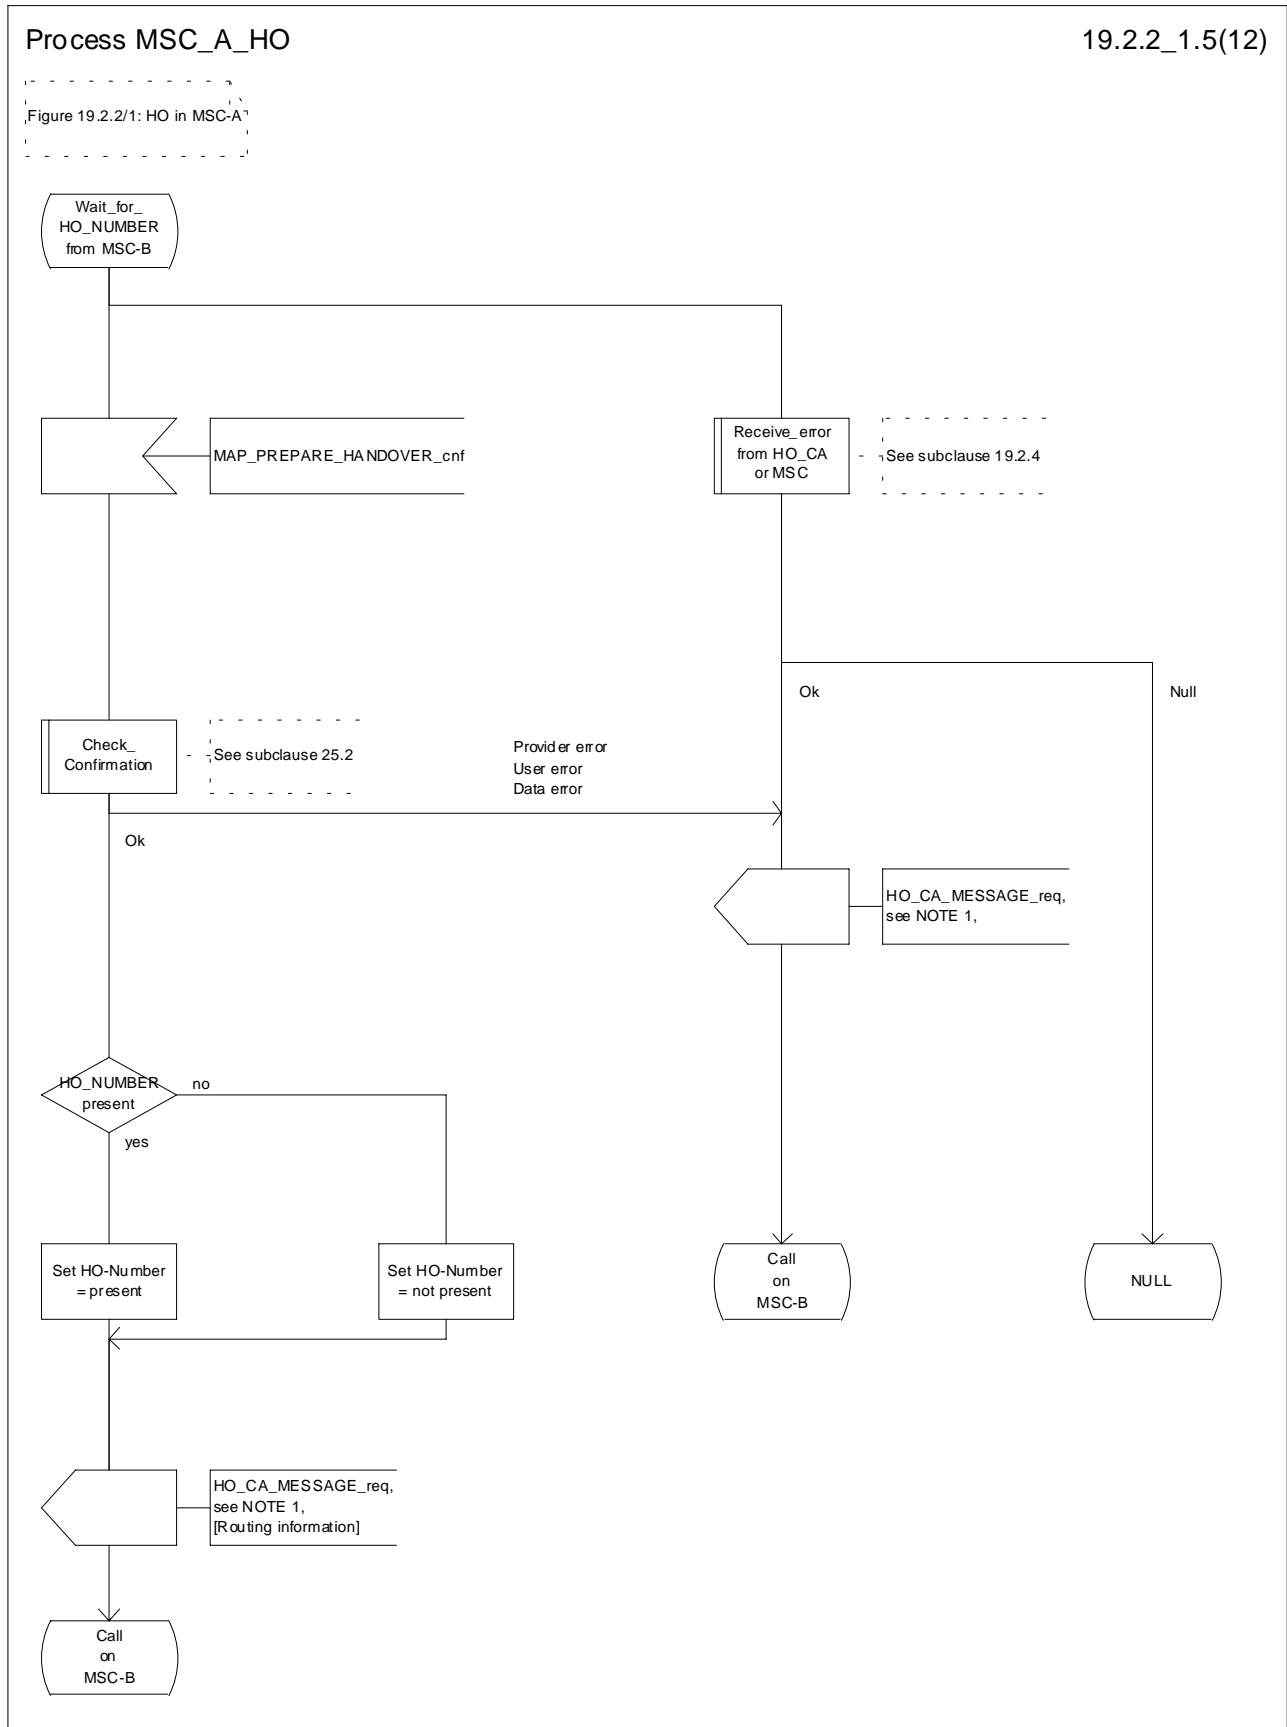 Process MSC_A_HO
19.2.2_1.5(12)
Figure 19.2.2/1: HO in MSC-A
Wait_for_
HO_NUMBER
from MSC-B
MAP_PREPARE_HANDOVER_cnf
Receive_error
from HO_CA
or MSC
See subclause 19.2.4
Ok
Null
Check_
Confirmation
See subclause 25.2
Provider error
User error
Data error
Ok
HO_CA_MESSAGE_req,
see NOTE 1,
HO_NUMBER
present
no
yes
Set HO-Number
= present
Set HO-Number
= not present
Call
on
MSC-B
NULL
HO_CA_MESSAGE_req,
see NOTE 1,
[Routing information]
Call
on
MSC-B